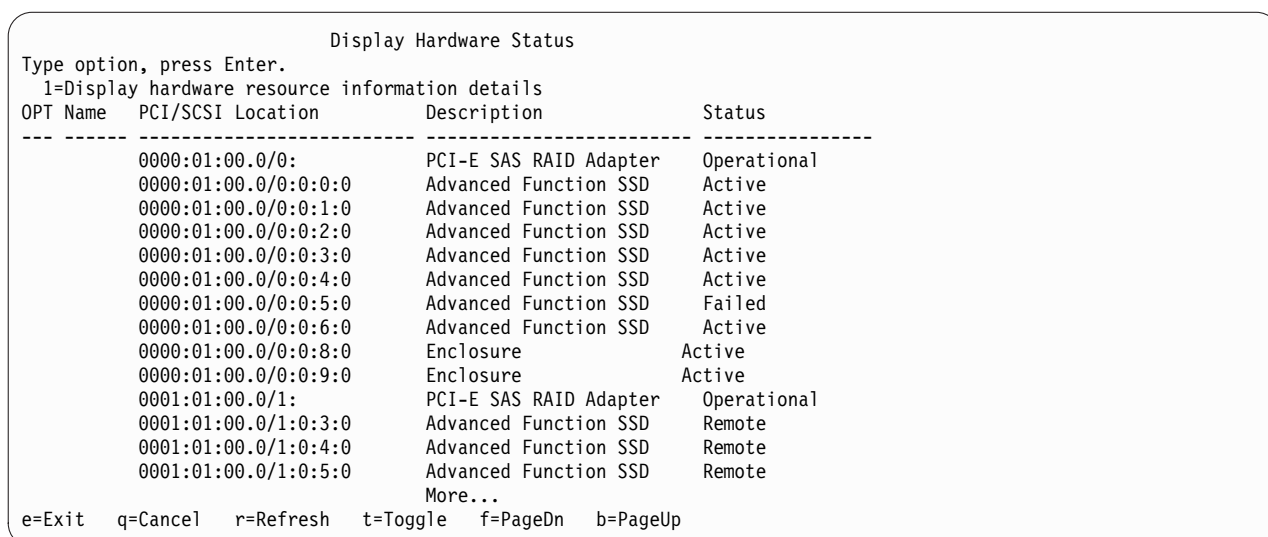 Display Hardware Status
Type option, press Enter.
1=Display hardware resource information details
OPT Name PCI/SCSI Location Description Status
--- ------ -------------------------- ------------------------- ----------------
0000:01:00.0/0: PCI-E SAS RAID Adapter Operational
0000:01:00.0/0:0:0:0 Advanced Function SSD Active
0000:01:00.0/0:0:1:0 Advanced Function SSD Active
0000:01:00.0/0:0:2:0 Advanced Function SSD Active
0000:01:00.0/0:0:3:0 Advanced Function SSD Active
0000:01:00.0/0:0:4:0 Advanced Function SSD Active
0000:01:00.0/0:0:5:0 Advanced Function SSD Failed
0000:01:00.0/0:0:6:0 Advanced Function SSD Active
0000:01:00.0/0:0:8:0 Enclosure Active
0000:01:00.0/0:0:9:0 Enclosure Active
0001:01:00.0/1: PCI-E SAS RAID Adapter Operational
0001:01:00.0/1:0:3:0 Advanced Function SSD Remote
0001:01:00.0/1:0:4:0 Advanced Function SSD Remote
0001:01:00.0/1:0:5:0 Advanced Function SSD Remote
More...
e=Exit q=Cancel r=Refresh t=Toggle f=PageDn b=PageUp